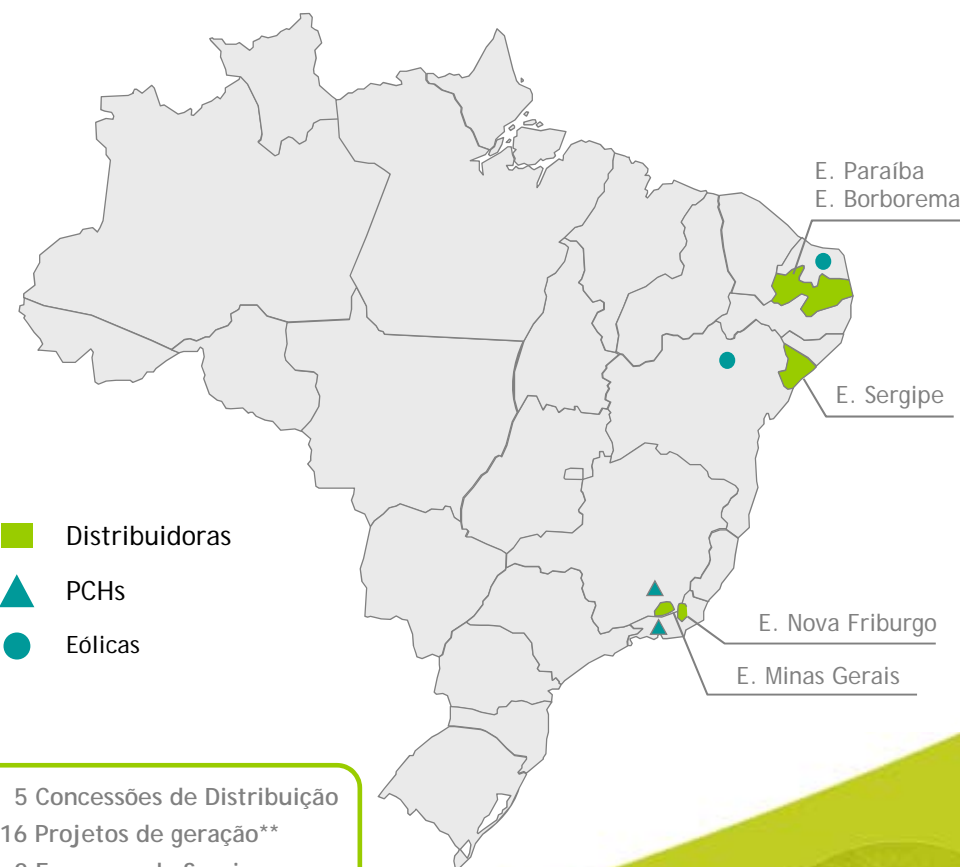 E. Paraíba
E. Borborema
E. Sergipe
Distribuidoras
PCHs
Eólicas
E. Nova Friburgo
E. Minas Gerais
5 Concessões de Distribuição
16 Projetos de geração**